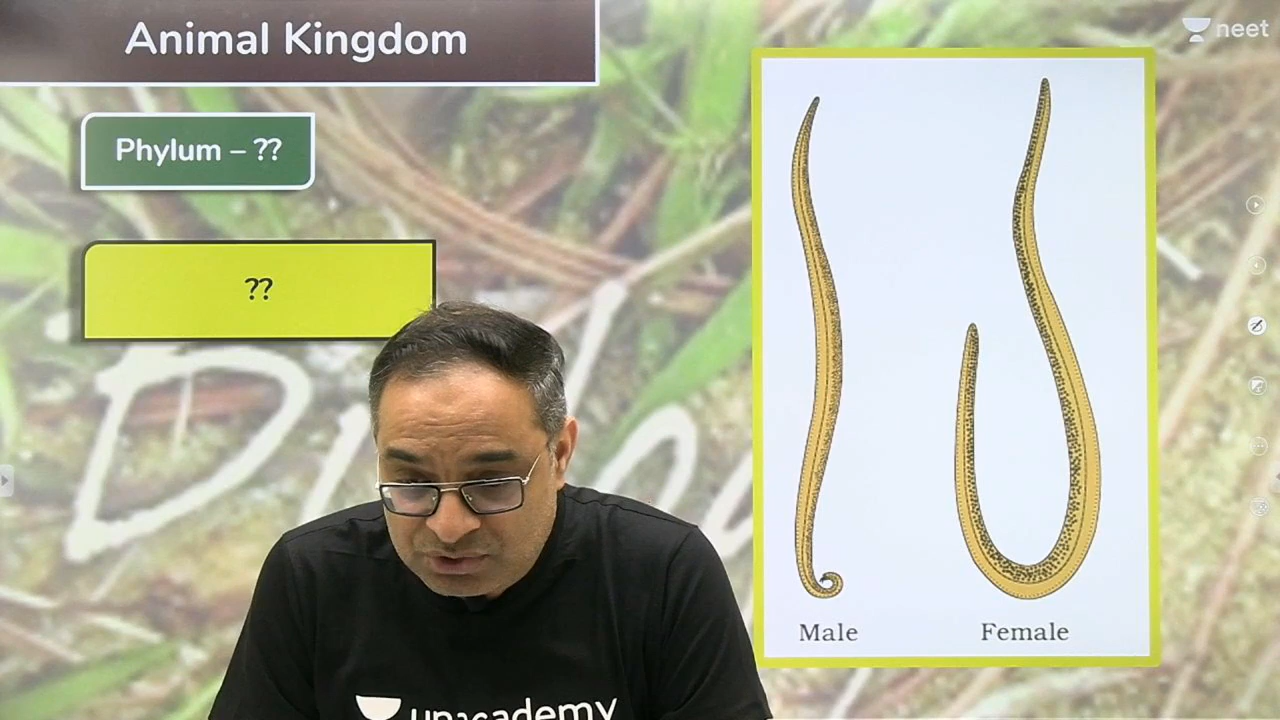 Animal Kingdom
neet
Phylum – ??
??
Male
Female
unacademy